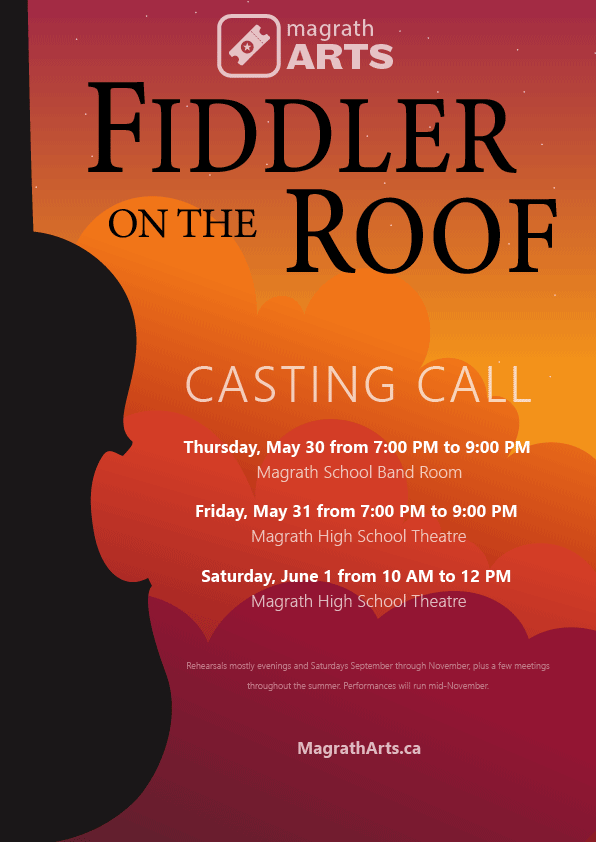 magrath
ARTS
FIDDLER
ON THE ROOF
CASTING CALL
Thursday, May 30 from 7:00 PM to 9:00 PM
Magrath School Band Room
Friday, May 31 from 7:00 PM to 9:00 PM
Magrath High School Theatre
Saturday, June 1 from 10 AM to 12 PM
Magrath High School Theatre
Rehearsals mostly evenings and Saturdays September through November, plus a few meetings
throughout the summer. Performances will run mid-November.
MagrathArts.ca